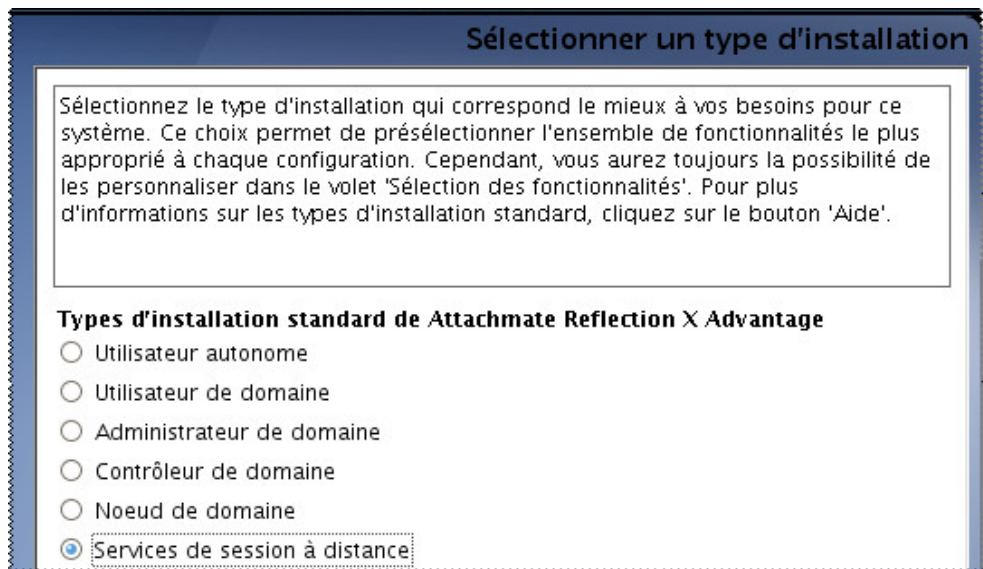 Sélectionner un type d'installation
Sélectionnez le type d'installation qui correspond le mieux à vos besoins pour ce
système. Ce choix permet de présélectionner l'ensemble de fonctionnalités le plus
approprié à chaque configuration. Cependant, vous aurez toujours la possibilité de
les personnaliser dans le volet 'Sélection des fonctionnalités'. Pour plus
d'informations sur les types d'installation standard, cliquez sur le bouton 'Aide'.
Types d'installation standard de Attachmate Reflection X Advantage
Utilisateur autonome
Utilisateur de domaine
Administrateur de domaine
Contrôleur de domaine
Noeud de domaine
Services de session à distance